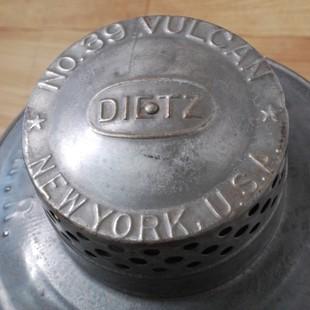 No. 39 VULCAN
DIETZ
NEW YORK, U.S.A.